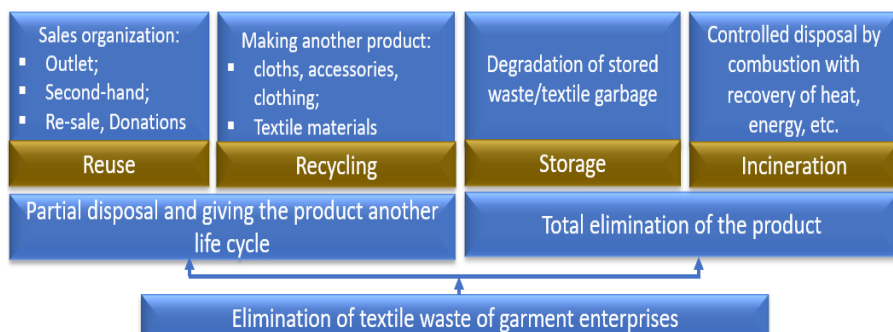 Sales organization:
▪ Outlet;
▪ Second-hand;
▪ Re-sale, Donations
Reuse
Making another product:
▪ cloths, accessories,
clothing;
▪ Textile materials
Recycling
Degradation of stored
waste/textile garbage
Storage
Controlled disposal by
combustion with
recovery of heat,
energy, etc.
Incineration
Partial disposal and giving the product another
life cycle
Total elimination of the product
Elimination of textile waste of garment enterprises